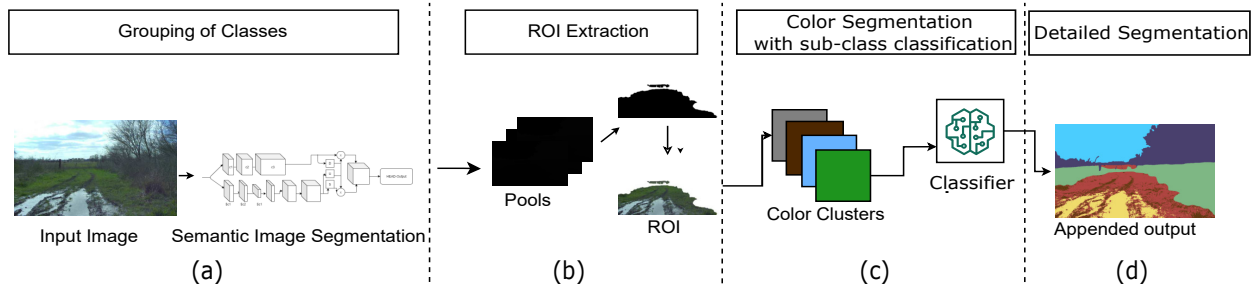 Grouping of Classes
ROI Extraction
Color Segmentation
with sub-class classification
Detailed Segmentation
Input Image
Semantic Image Segmentation
Pools
ROI
Color Clusters
Classifier
Appended output
(a)
(b)
(c)
(d)